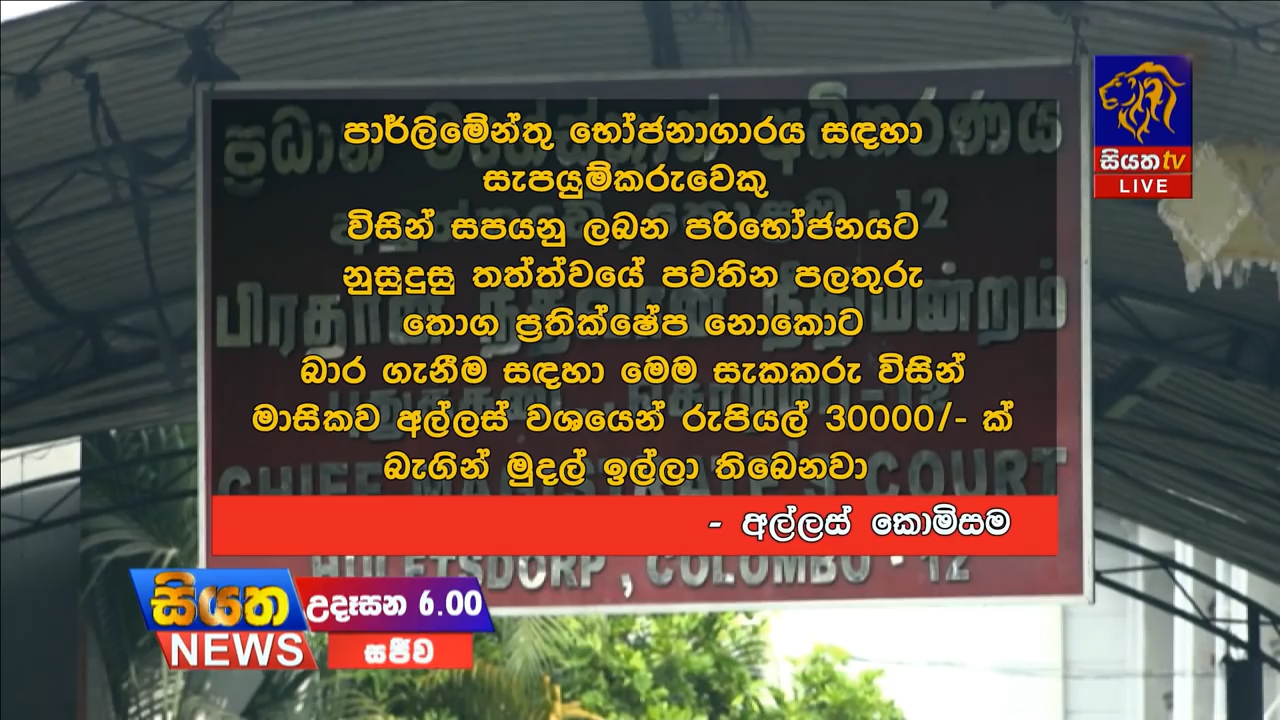 සියත tv
LIVE
පාර්ලිමේන්තු භෝජනාගාරය සඳහා
සැපයුම්කරුවෙකු
විසින් සපයනු ලබන පරිභෝජනයට
නුසුදුසු තත්ත්වයේ පවතින පලතුරු
තොග ප්‍රතික්ෂේප නොකොට
බාර ගැනීම සඳහා මෙම සැකකරු විසින්
මාසිකව අල්ලස් වශයෙන් රුපියල් 30000/- ක්
බැගින් මුදල් ඉල්ලා තිබෙනවා
- අල්ලස් කොමිසම
CHIEF MAGISTRATE'S COURT
HULFTSDORP, COLOMBO - 12
සියත
NEWS
උදෑසන 6.00
සජීව